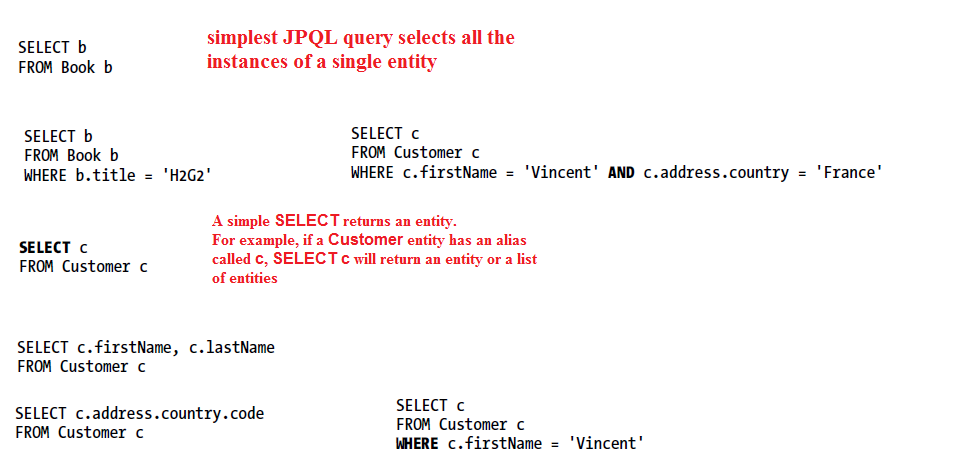 SELECT b
FROM Book b
simplest JPQL query selects all the
instances of a single entity
SELECT b
FROM Book b
WHERE b.title = 'H2G2'
SELECT c
FROM Customer c
WHERE c.firstName = 'Vincent' AND c.address.country = 'France'
SELECT c
FROM Customer c
A simple SELECT returns an entity.
For example, if a Customer entity has an alias
called c, SELECT c will return an entity or a list
of entities
SELECT c.firstName, c.lastName
FROM Customer c
SELECT c.address.country.code
FROM Customer c
SELECT c
FROM Customer c
WHERE c.firstName = 'Vincent'